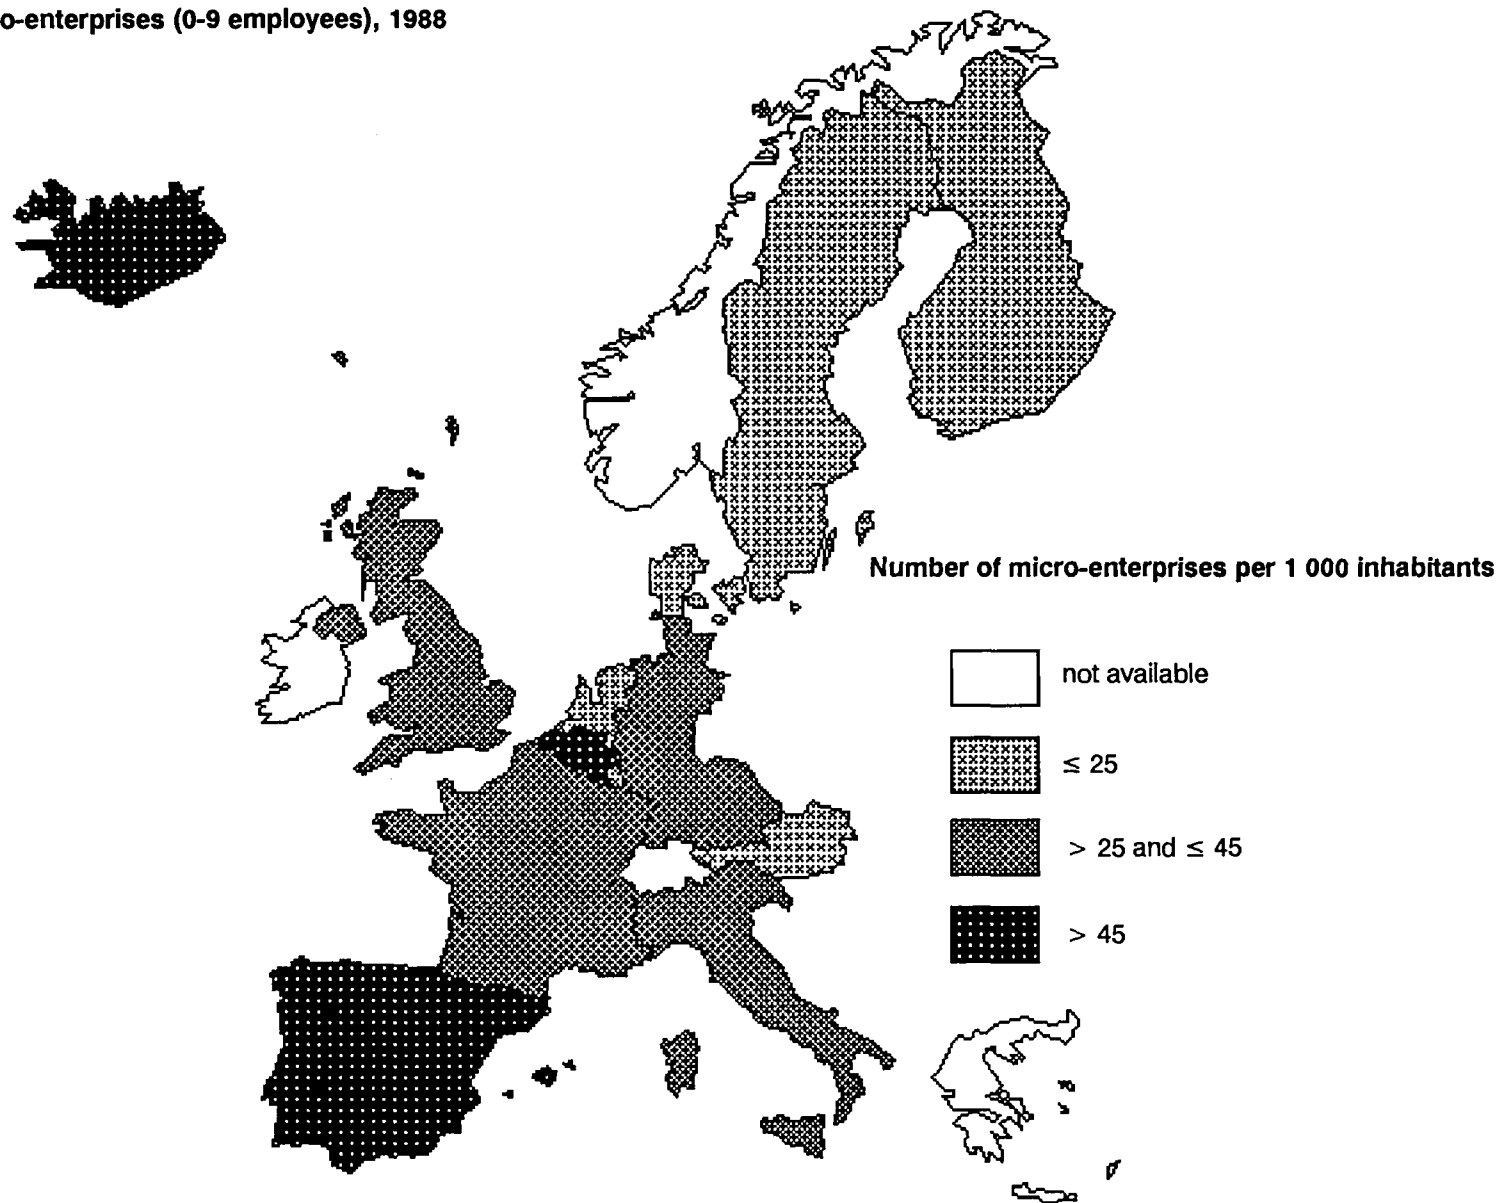 o-enterprises (0-9 employees), 1988
Number of micro-enterprises per 1 000 inhabitants
not available
≤ 25
> 25 and ≤ 45
> 45